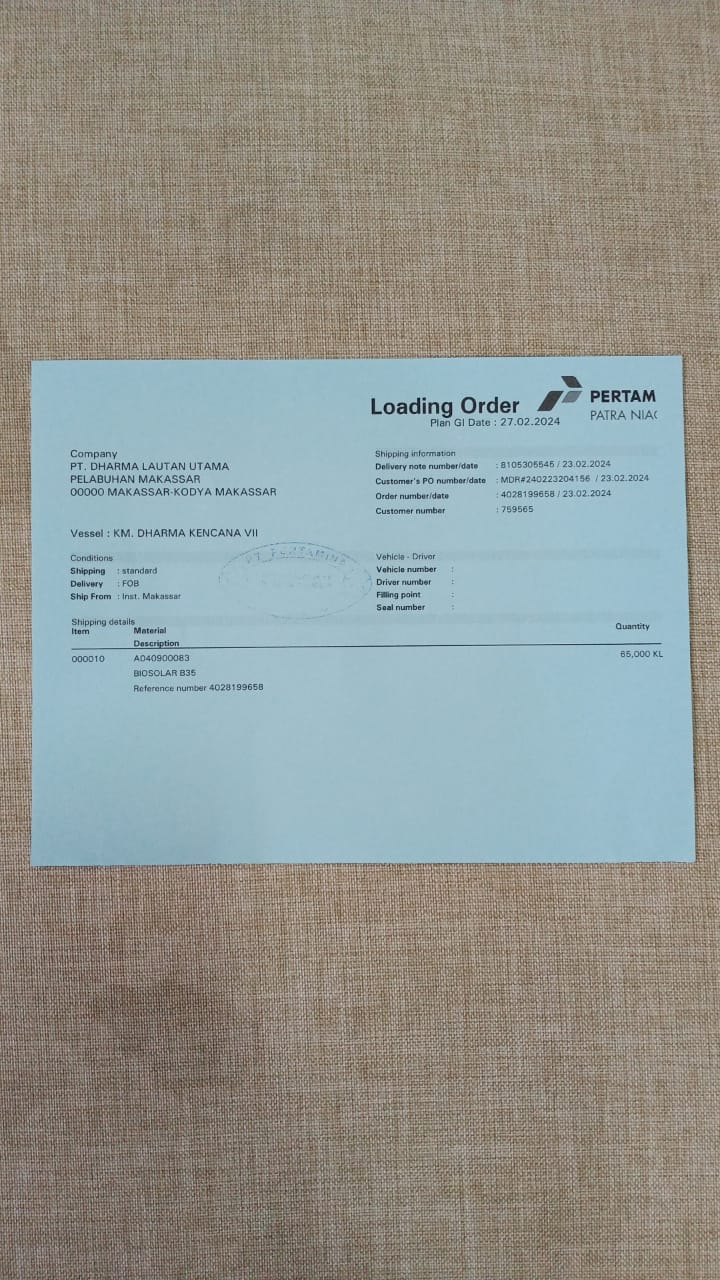 Loading Order
Plan GI Date : 27.02.2024
PERTAM
PATRA NIAG
Company
PT. DHARMA LAUTAN UTAMA
PELABUHAN MAKASSAR
00000 MAKASSAR-KODYA MAKASSAR
Vessel : KM. DHARMA KENCANA VII
Shipping information
Delivery note number/date : 8105305545 / 23.02.2024
Customer's PO number/date : MDR#240223204156 / 23.02.2024
Order number/date : 4028199658 / 23.02.2024
Customer number : 759565
Conditions
Shipping : standard
Delivery : FOB
Ship From : Inst. Makassar
PT. PERTAMINA
Vehicle - Driver
Vehicle number :
Driver number :
Filling point :
Seal number :
Shipping details
Item Material Quantity
Description
000010 A040900083 65,000 KL
BIOSOLAR B35
Reference number 4028199658